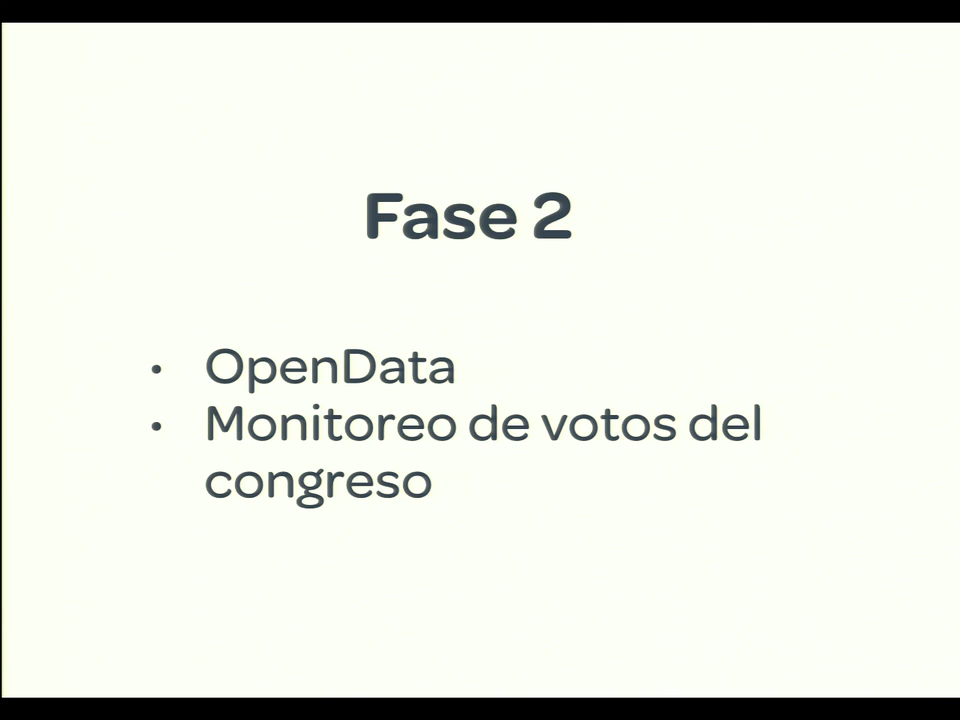 Fase 2
• OpenData
• Monitoreo de votos del
congreso